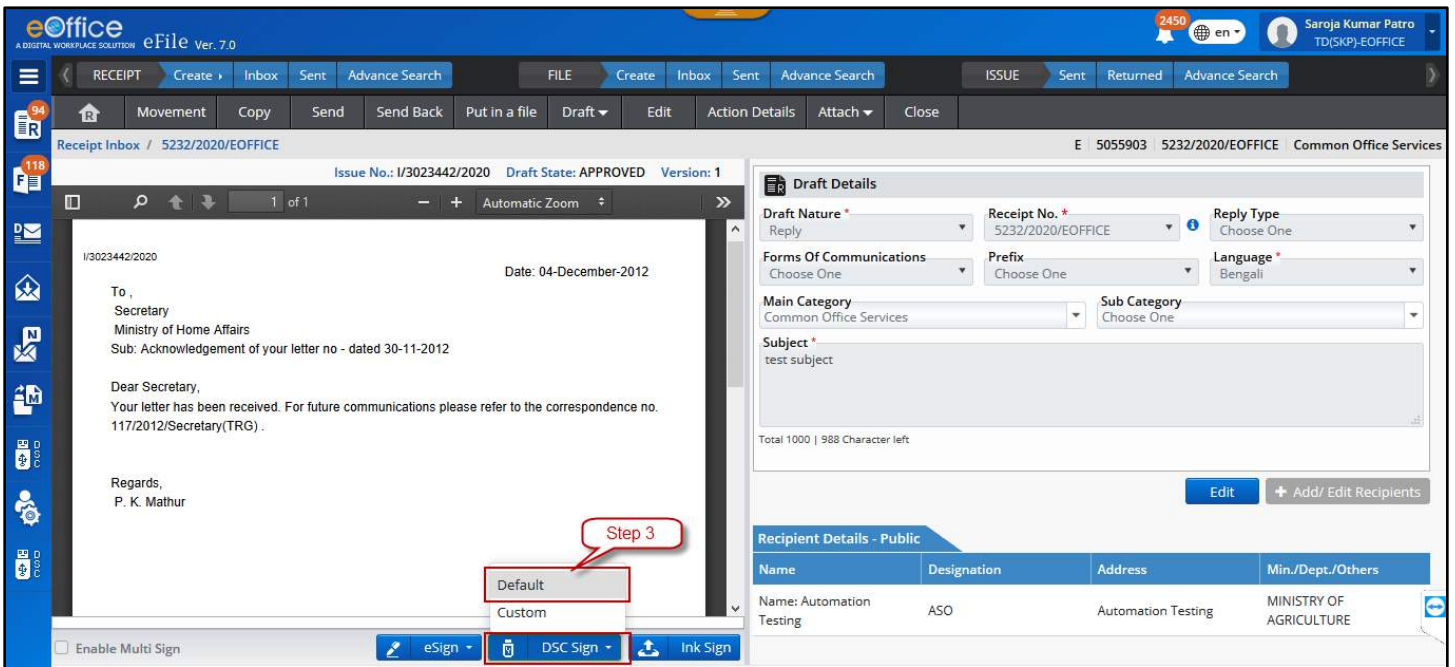 eOffice
A DIGITAL WORKPLACE SOLUTION eFile Ver. 7.0
2450
en
Saroja Kumar Patro
TD(SKP)-EOFFICE
RECEIPT Create Inbox Sent Advance Search FILE Create Inbox Sent Advance Search ISSUE Sent Returned Advance Search
94
R
R Movement Copy Send Send Back Put in a file Draft Edit Action Details Attach Close
Receipt Inbox / 5232/2020/EOFFICE
E 5055903 5232/2020/EOFFICE Common Office Services
118
F
D
N
M
DSC
DSC
Issue No.: I/3023442/2020 Draft State: APPROVED Version: 1
1 of 1 Automatic Zoom
I/3023442/2020
Date: 04-December-2012
To ,
Secretary
Ministry of Home Affairs
Sub: Acknowledgement of your letter no - dated 30-11-2012
Dear Secretary,
Your letter has been received. For future communications please refer to the correspondence no.
117/2012/Secretary(TRG) .
Regards,
P. K. Mathur
Step 3
Default
Custom
Enable Multi Sign eSign DSC Sign Ink Sign
R Draft Details
Draft Nature * Receipt No. * Reply Type
Reply 5232/2020/EOFFICE Choose One
Forms Of Communications Prefix Language *
Choose One Choose One Bengali
Main Category Sub Category
Common Office Services Choose One
Subject *
test subject
Total 1000 | 988 Character left
Edit + Add/ Edit Recipients
Recipient Details - Public
Name Designation Address Min./Dept./Others
Name: Automation Testing ASO Automation Testing MINISTRY OF AGRICULTURE